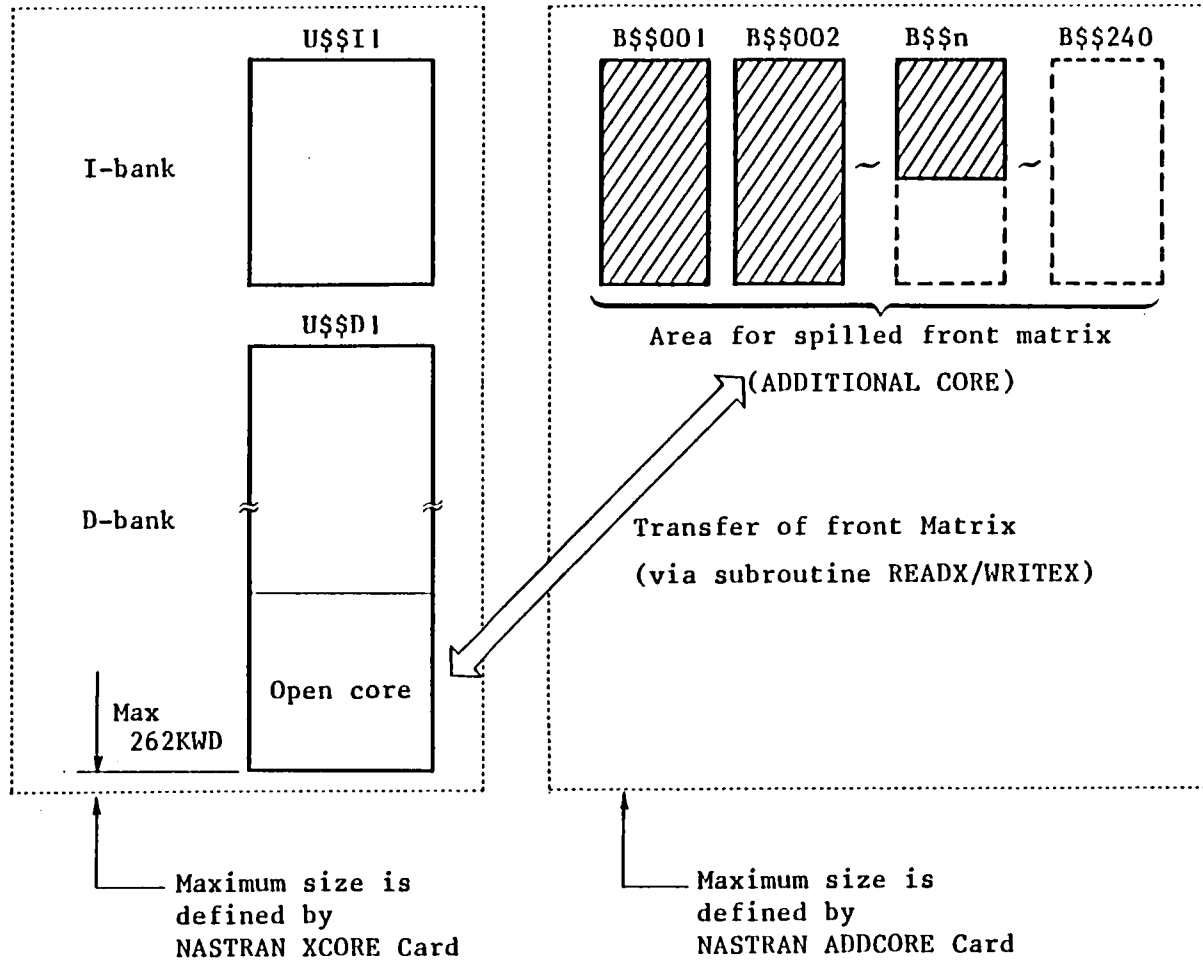 U$$I1
I-bank
U$$D1
D-bank
Open core
Max
262KWD
Maximum size is
defined by
NASTRAN XCORE Card
B$$001 B$$002 B$$n B$$240
~ ~
Area for spilled front matrix
(ADDITIONAL CORE)
Transfer of front Matrix
(via subroutine READX/WRITEX)
Maximum size is
defined by
NASTRAN ADDCORE Card